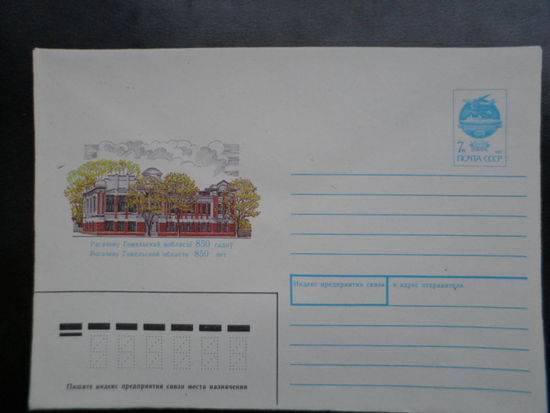 7к
ПОЧТА СССР
Рагачову Гомельскай вобласці 850 гадоў
Рогачеву Гомельской области 850 лет
Индекс предприятия связи и адрес отправителя
Пишите индекс предприятия связи места назначения